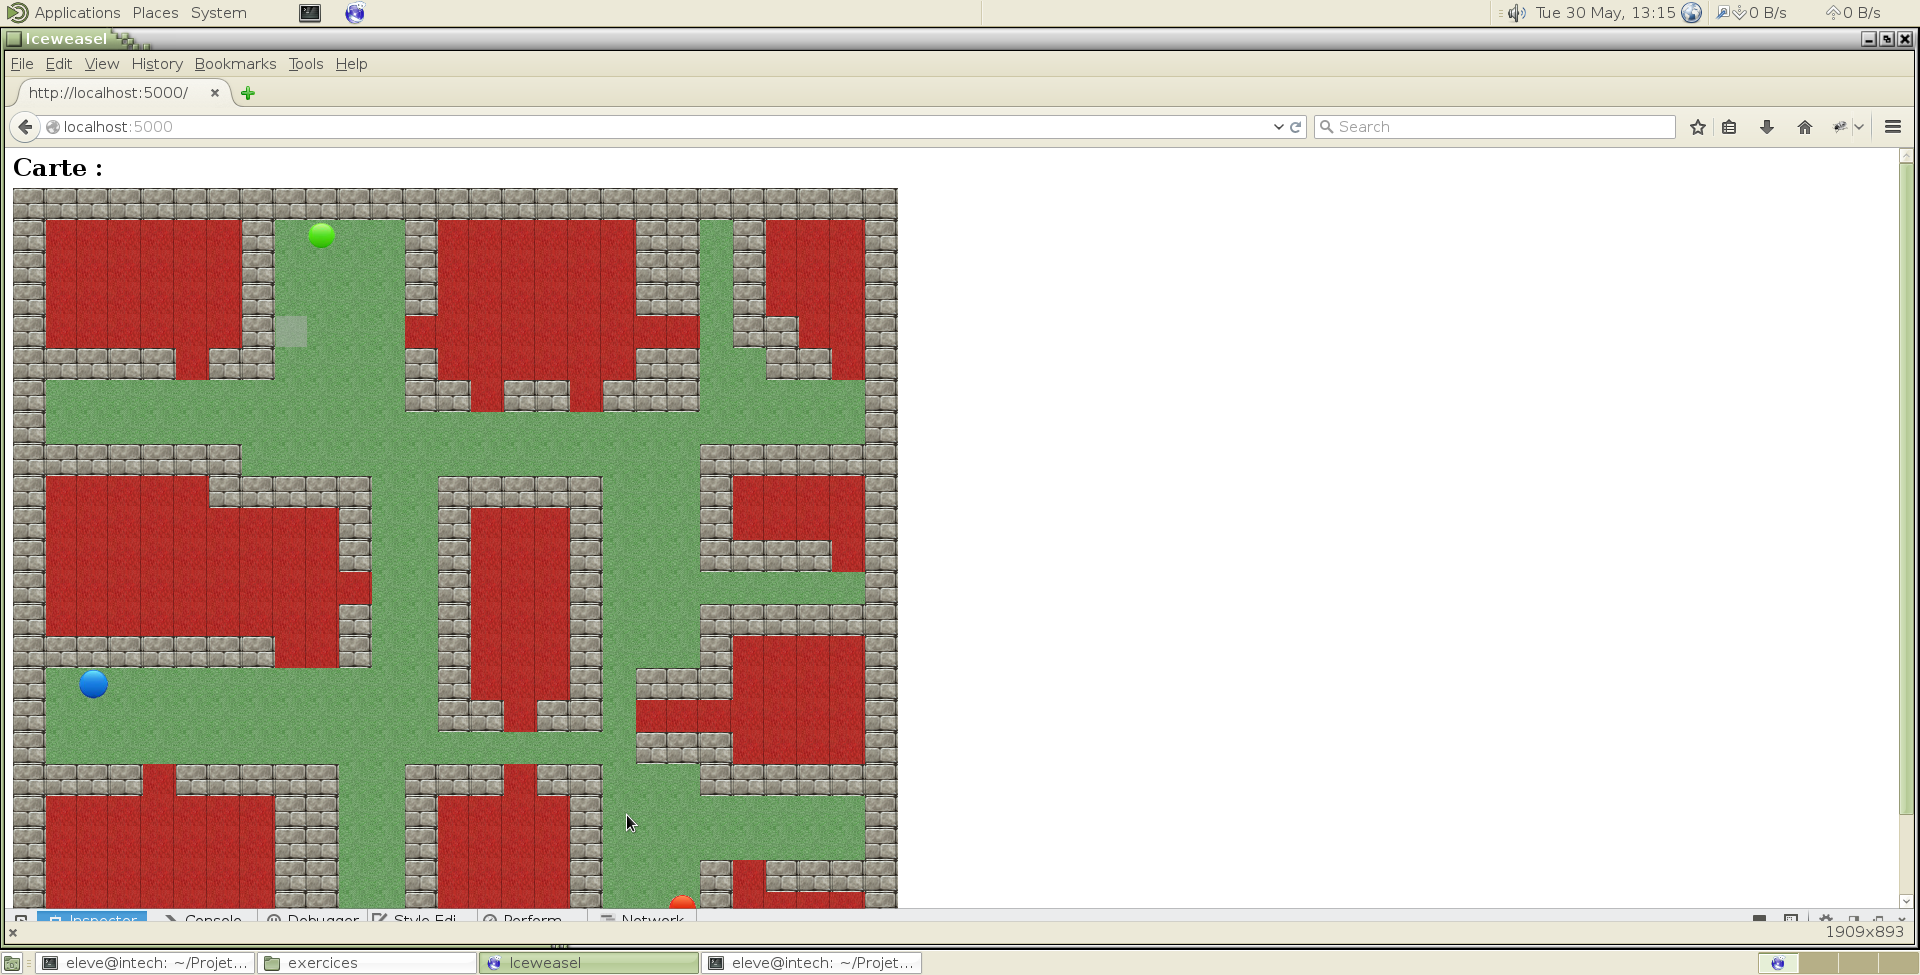 Applications Places System Tue 30 May, 13:15 0 B/s 0 B/s
Iceweasel
File Edit View History Bookmarks Tools Help
http://localhost:5000/
localhost:5000 Search
Carte :
Inspector Console Debugger Style Edi... Perform... Network
1909x893
eleve@intech: ~/Projet... exercices Iceweasel eleve@intech: ~/Projet...